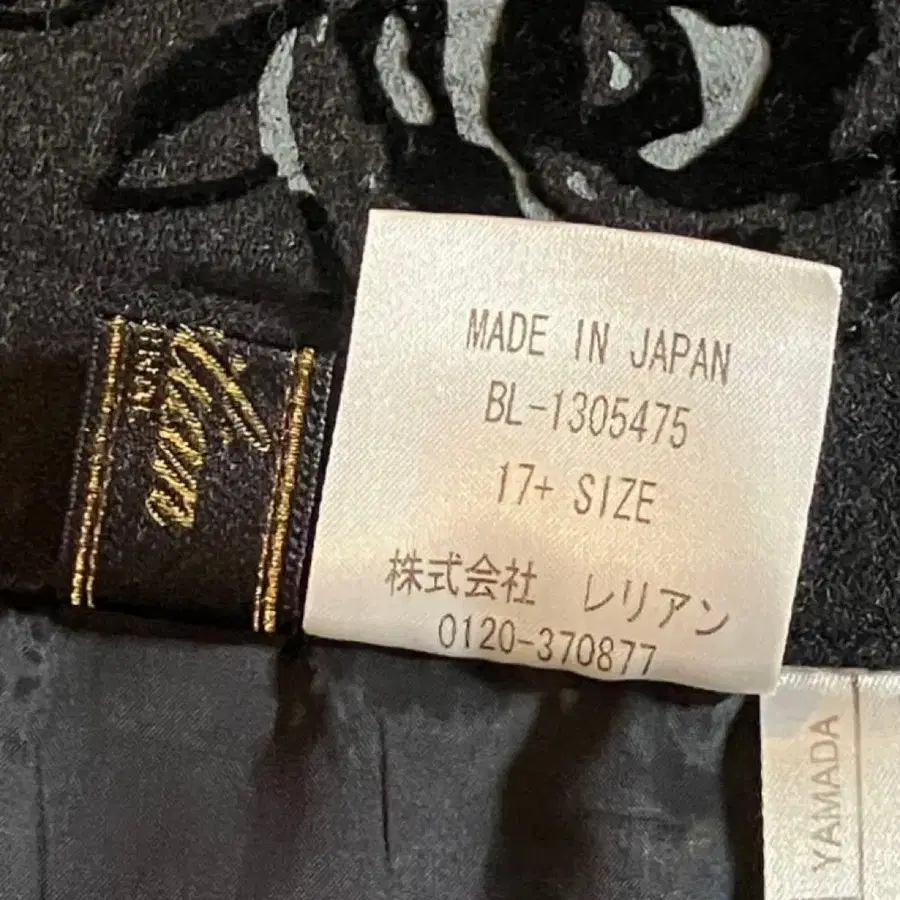 MADE IN JAPAN
BL-1305475
17+ SIZE
株式会社 レリアン
0120-370877
YAMADA